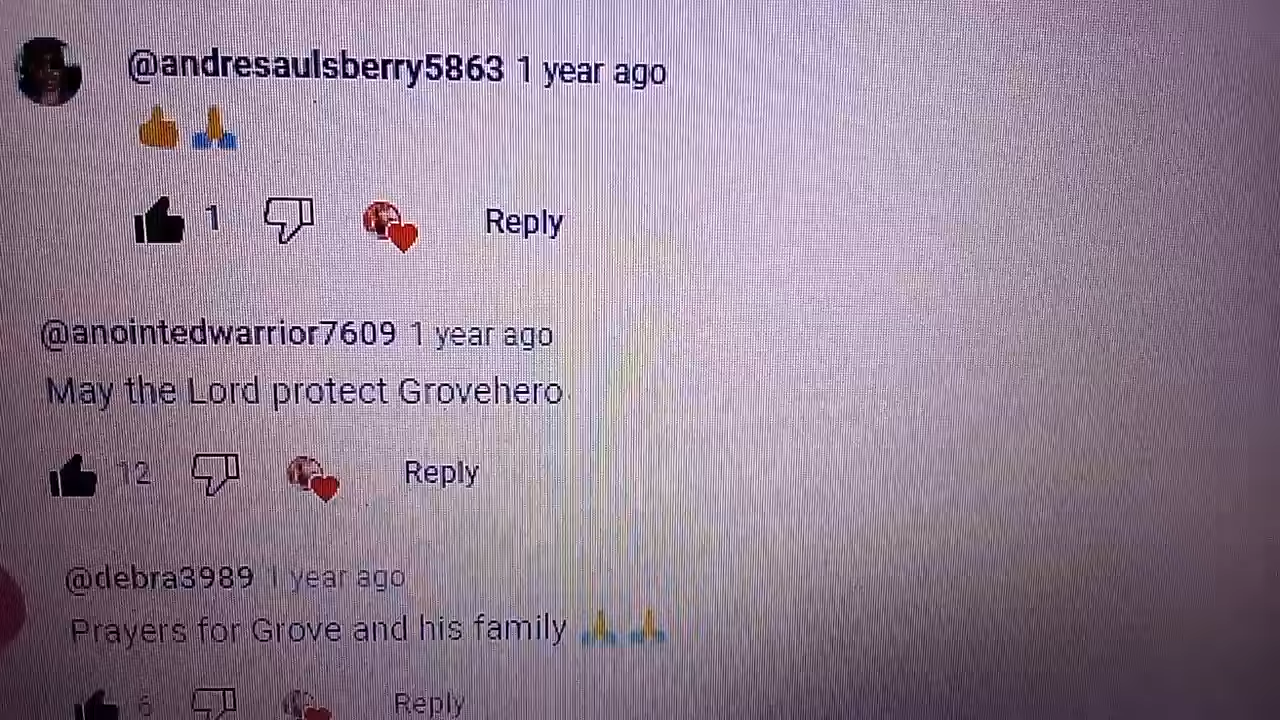 @andresaulsberry5863 1 year ago
👍 🙏
1 Reply
@anointedwarrior7609 1 year ago
May the Lord protect Grovehero.
12 Reply
@debra3989 1 year ago
Prayers for Grove and his family 🙏 🙏
6 Reply